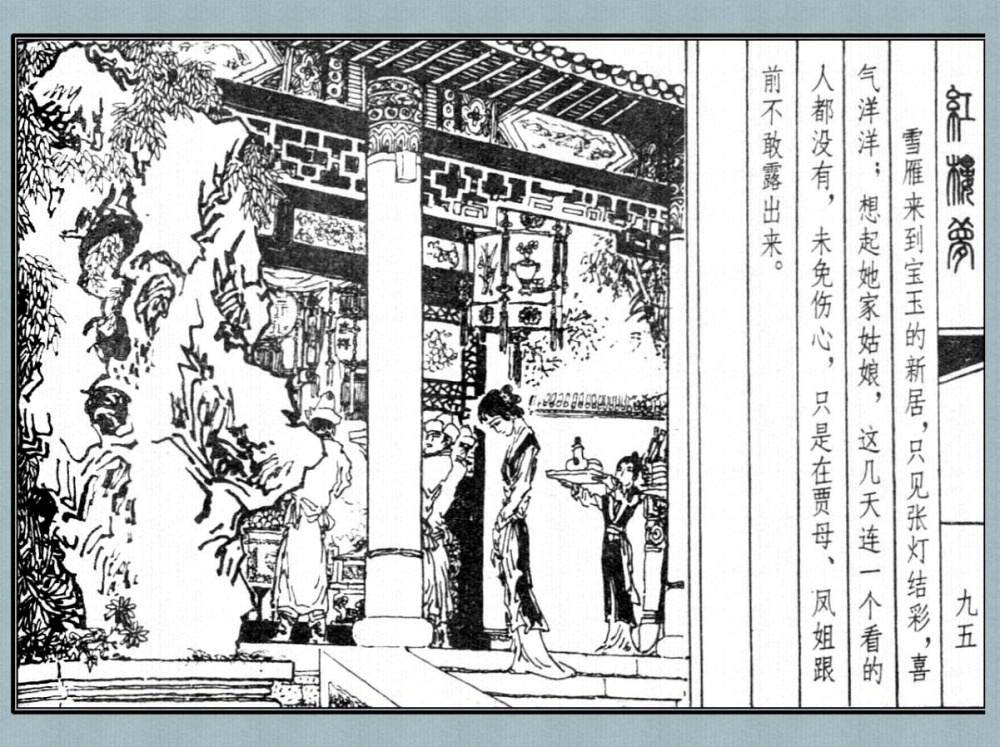 紅樓夢
九五
雪雁来到宝玉的新居，只见张灯结彩，喜
气洋洋；想起她家姑娘，这几天连一个看的
人都没有，未免伤心，只是在贾母、凤姐跟
前不敢露出来。